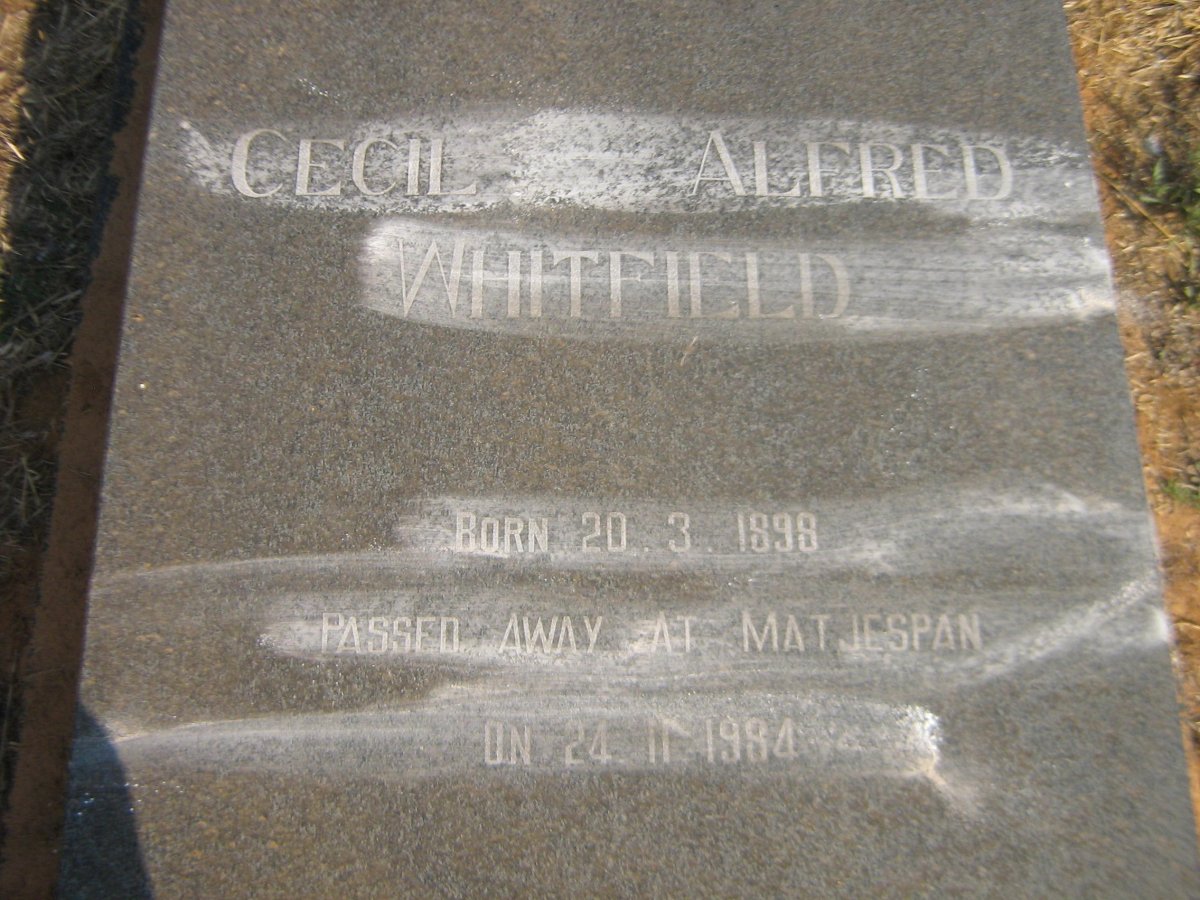 CECIL ALFRED
WHITFIELD
BORN 20.3.1898
PASSED AWAY AT MATJESPAN
ON 24.11.1984